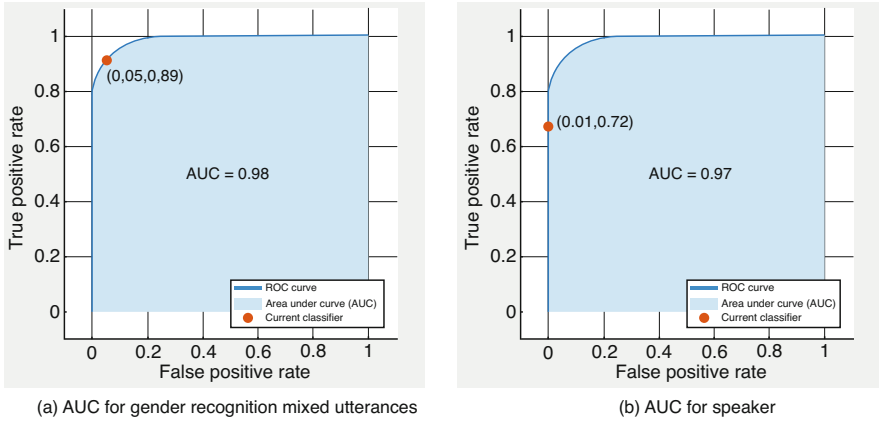 True positive rate
1
0.8
0.6
0.4
0.2
0
(0,05,0,89)
AUC = 0.98
ROC curve
Area under curve (AUC)
Current classifier
0 0.2 0.4 0.6 0.8 1
False positive rate
(a) AUC for gender recognition mixed utterances
True positive rate
1
0.8
0.6
0.4
0.2
0
(0.01,0.72)
AUC = 0.97
ROC curve
Area under curve (AUC)
Current classifier
0 0.2 0.4 0.6 0.8 1
False positive rate
(b) AUC for speaker